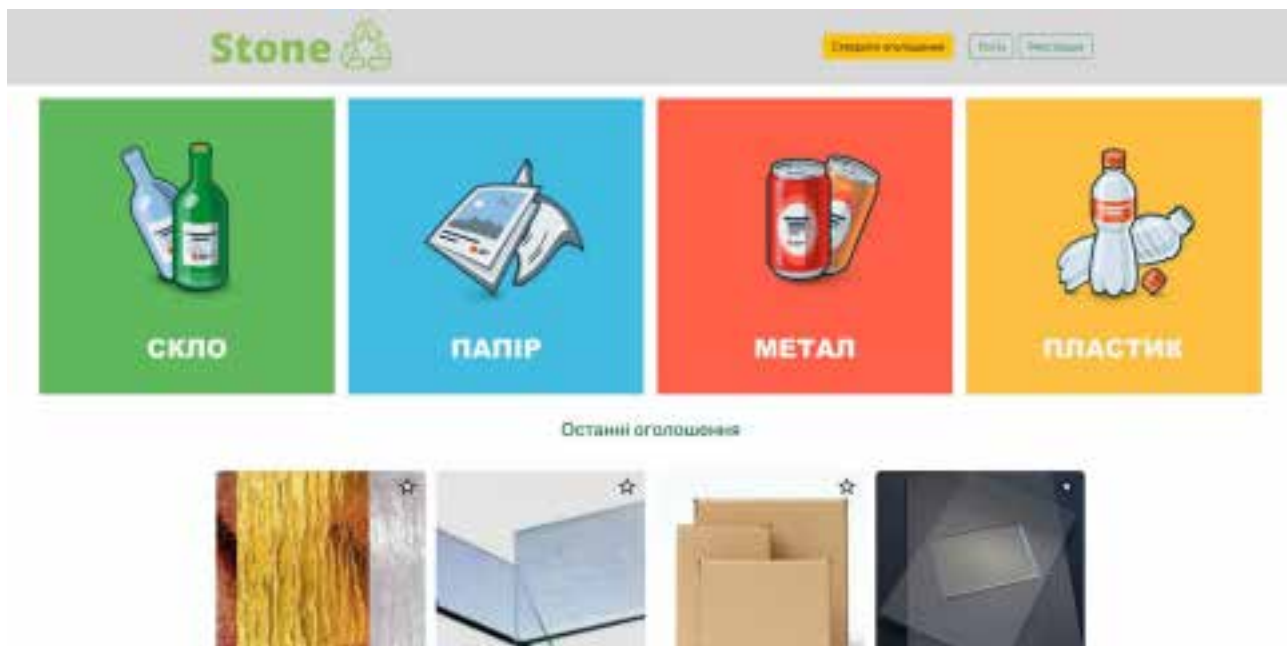 Stone
Створити оголошення
СКЛО
ПАПІР
МЕТАЛ
ПЛАСТИК
Останні оголошення